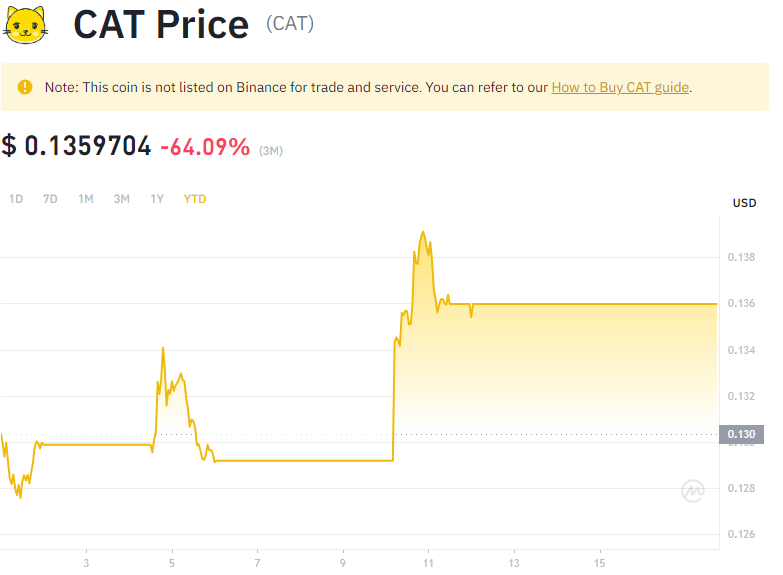 CAT Price (CAT)
Note: This coin is not listed on Binance for trade and service. You can refer to our How to Buy CAT guide.
$ 0.1359704 -64.09% (3M)
1D 7D 1M 3M 1Y YTD
USD
0.138
0.136
0.134
0.132
0.130
0.128
0.126
3 5 7 9 11 13 15